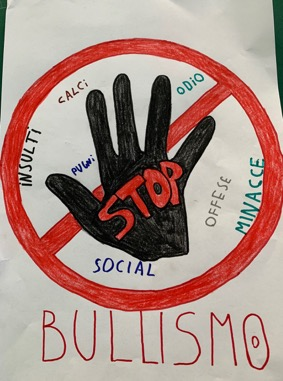 CALCi
ODiO
INSULTI
PUGNi
STOP
OFFESE
MINACCE
SOCIAL
BULLISMO